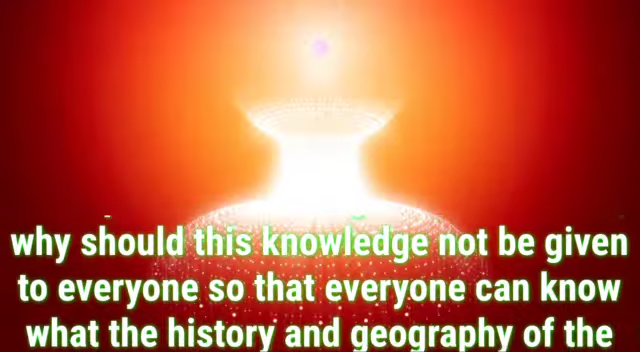 why should this knowledge not be given
to everyone so that everyone can know
what the history and geography of the